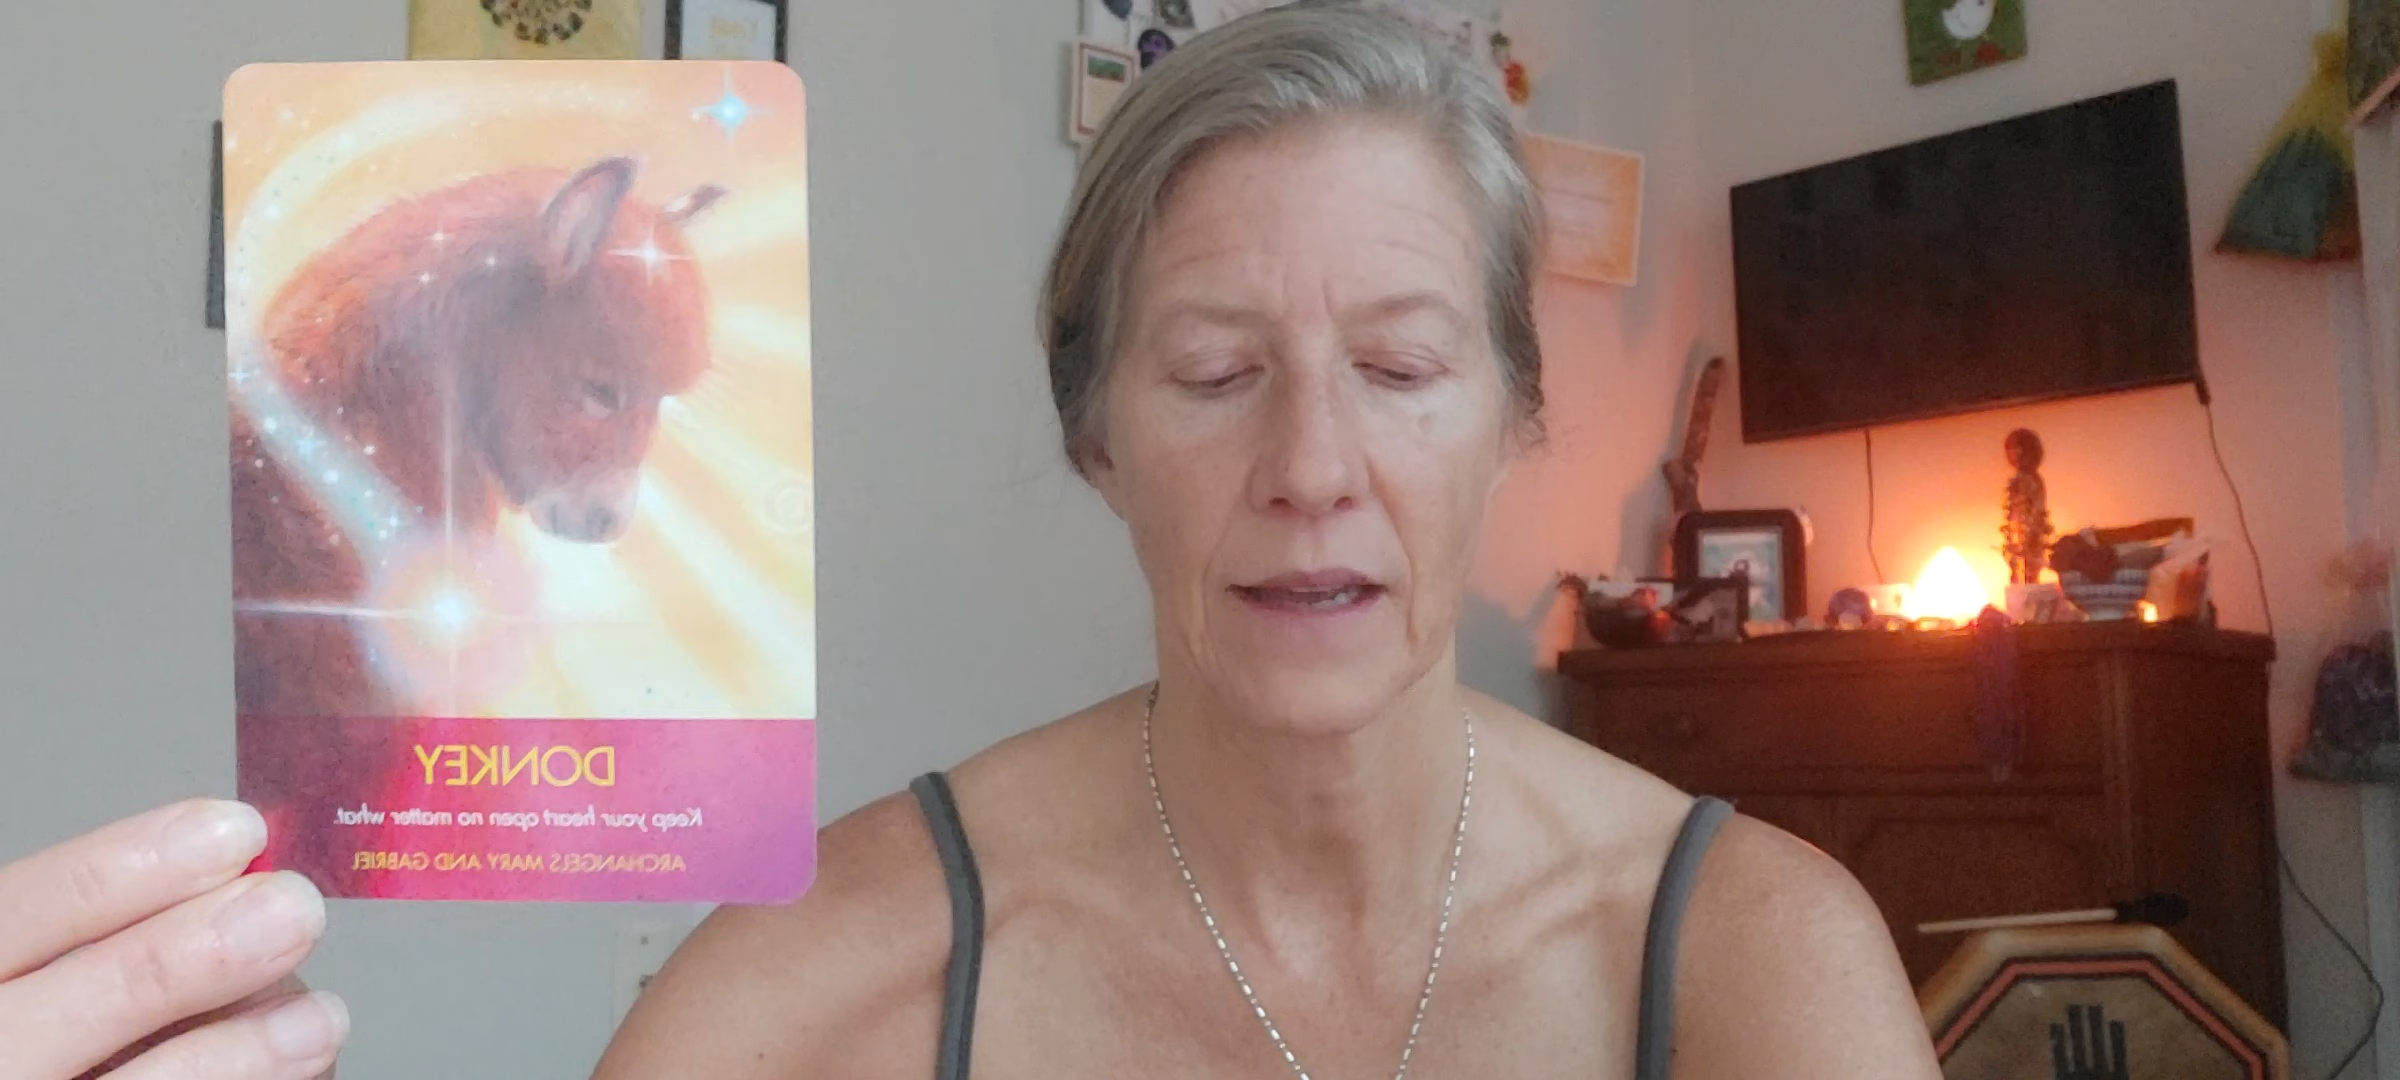 DONKEY
Keep your heart open no matter what.
ARCHANGELS MARY AND GABRIEL